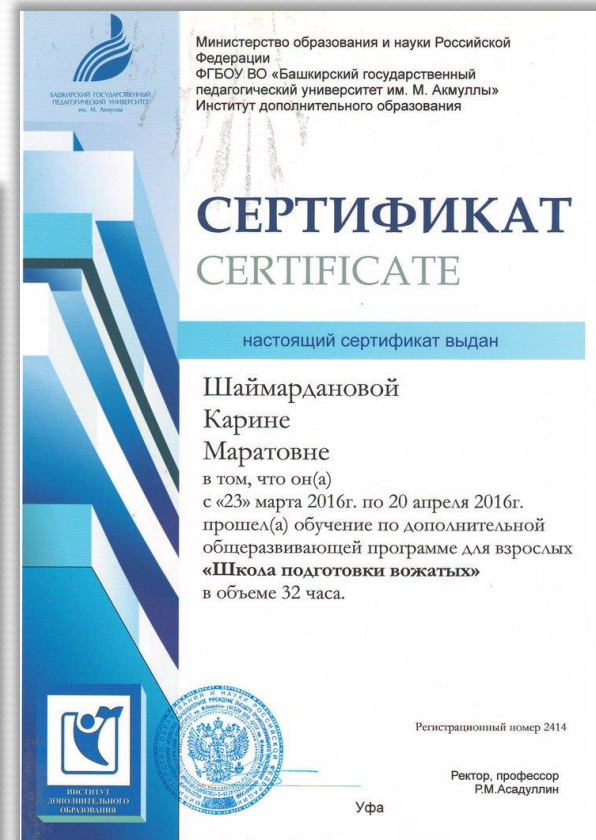 БАШКИРСКИЙ ГОСУДАРСТВЕННЫЙ
ПЕДАГОГИЧЕСКИЙ УНИВЕРСИТЕТ
им. М. Акмуллы
Министерство образования и науки Российской
Федерации
ФГБОУ ВО «Башкирский государственный
педагогический университет им. М. Акмуллы»
Институт дополнительного образования
СЕРТИФИКАТ
CERTIFICATE
настоящий сертификат выдан
Шаймардановой
Карине
Маратовне
в том, что он(а)
с «23» марта 2016г. по 20 апреля 2016г.
прошел(а) обучение по дополнительной
общеразвивающей программе для взрослых
«Школа подготовки вожатых»
в объеме 32 часа.
Регистрационный номер 2414
Ректор, профессор
Р.М.Асадуллин
Уфа
ИНСТИТУТ
ДОПОЛНИТЕЛЬНОГО
ОБРАЗОВАНИЯ